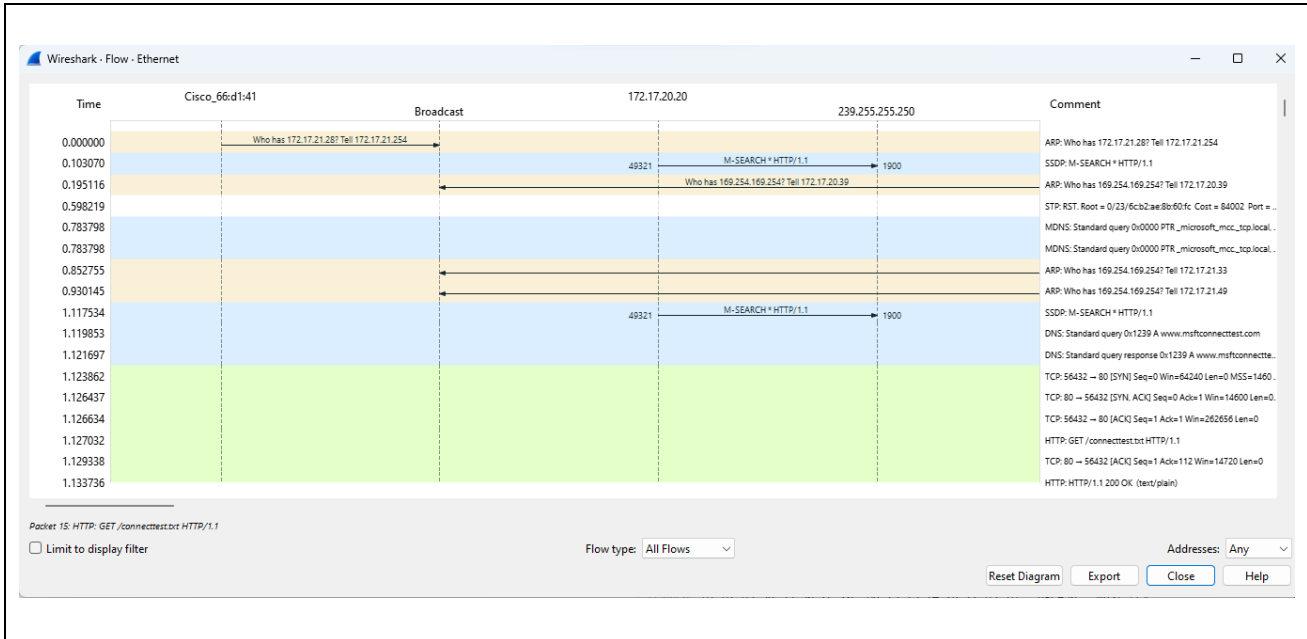 Wireshark · Flow · Ethernet
Time
Cisco_66:d1:41
Broadcast
172.17.20.20
239.255.255.250
Comment
0.000000 Who has 172.17.21.28? Tell 172.17.21.254 ARP: Who has 172.17.21.28? Tell 172.17.21.254
0.103070 49321 M-SEARCH * HTTP/1.1 1900 SSDP: M-SEARCH * HTTP/1.1
0.195116 Who has 169.254.169.254? Tell 172.17.20.39 ARP: Who has 169.254.169.254? Tell 172.17.20.39
0.598219 STP: RST. Root = 0/23/6c:b2:ae:8b:60:fc Cost = 84002 Port = ..
0.783798 MDNS: Standard query 0x0000 PTR _microsoft_mcc._tcp.local, ..
0.783798 MDNS: Standard query 0x0000 PTR _microsoft_mcc._tcp.local, ..
0.852755 ARP: Who has 169.254.169.254? Tell 172.17.21.33
0.930145 ARP: Who has 169.254.169.254? Tell 172.17.21.49
1.117534 49321 M-SEARCH * HTTP/1.1 1900 SSDP: M-SEARCH * HTTP/1.1
1.119853 DNS: Standard query 0x1239 A www.msftconnecttest.com
1.121697 DNS: Standard query response 0x1239 A www.msftconnectte..
1.123862 TCP: 56432 → 80 [SYN] Seq=0 Win=64240 Len=0 MSS=1460 ..
1.126437 TCP: 80 → 56432 [SYN, ACK] Seq=0 Ack=1 Win=14600 Len=0..
1.126634 TCP: 56432 → 80 [ACK] Seq=1 Ack=1 Win=262656 Len=0
1.127032 HTTP: GET /connecttest.txt HTTP/1.1
1.129338 TCP: 80 → 56432 [ACK] Seq=1 Ack=112 Win=14720 Len=0
1.133736 HTTP: HTTP/1.1 200 OK (text/plain)
Packet 15: HTTP: GET /connecttest.txt HTTP/1.1
Limit to display filter
Flow type: All Flows
Addresses: Any
Reset Diagram Export Close Help